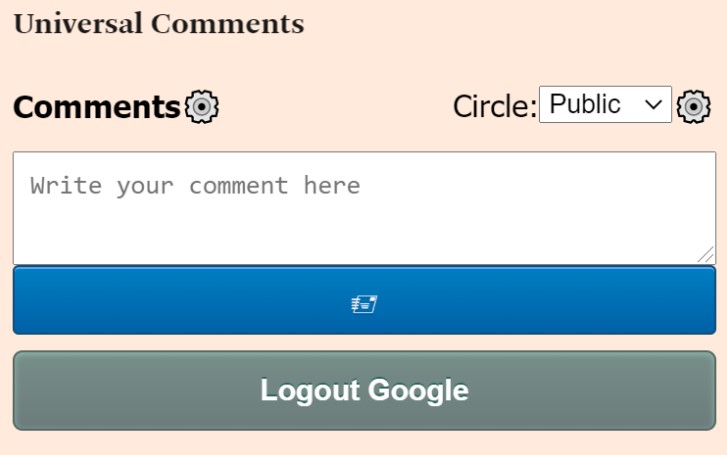 Universal Comments
Comments Circle: Public
Write your comment here
Logout Google